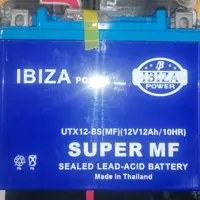 IBIZA POWER
IBIZA
POWER
UTX12-BS(MF)(12V12Ah/10HR)
SUPER MF
SEALED LEAD-ACID BATTERY
Made in Thailand